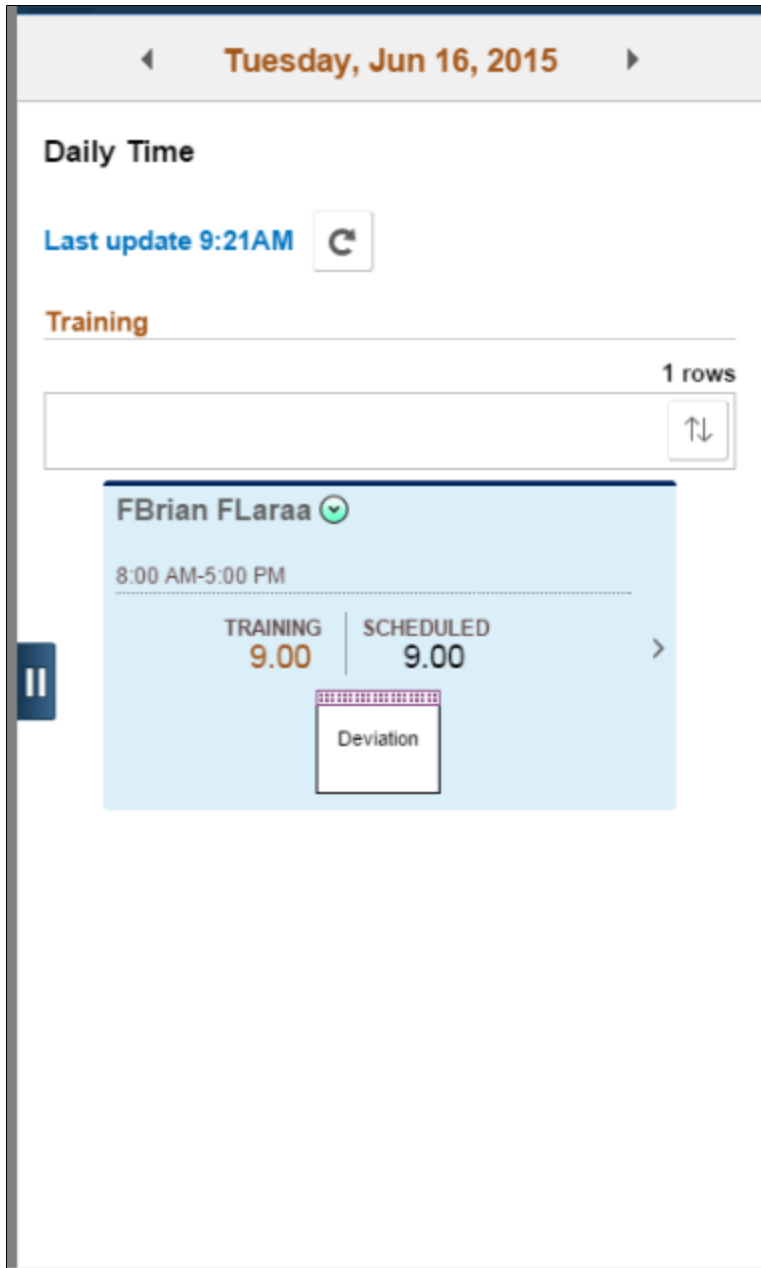 Tuesday, Jun 16, 2015
Daily Time
Last update 9:21AM
Training
1 rows
FBrian FLaraa
8:00 AM-5:00 PM
TRAINING SCHEDULED
9.00 9.00
Deviation